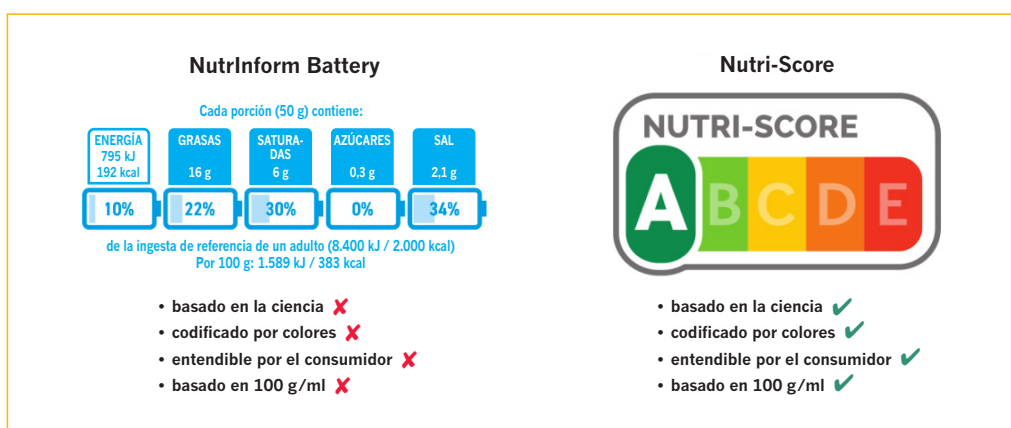 NutrInform Battery
Cada porción (50 g) contiene:
ENERGÍA
795 kJ
192 kcal
GRASAS
16 g
SATURA-
DAS
6 g
AZÚCARES
0,3 g
SAL
2,1 g
10%
22%
30%
0%
34%
de la ingesta de referencia de un adulto (8.400 kJ / 2.000 kcal)
Por 100 g: 1.589 kJ / 383 kcal
• basado en la ciencia ✘
• codificado por colores ✘
• entendible por el consumidor ✘
• basado en 100 g/ml ✘
Nutri-Score
NUTRI-SCORE
A B C D E
• basado en la ciencia ✔
• codificado por colores ✔
• entendible por el consumidor ✔
• basado en 100 g/ml ✔